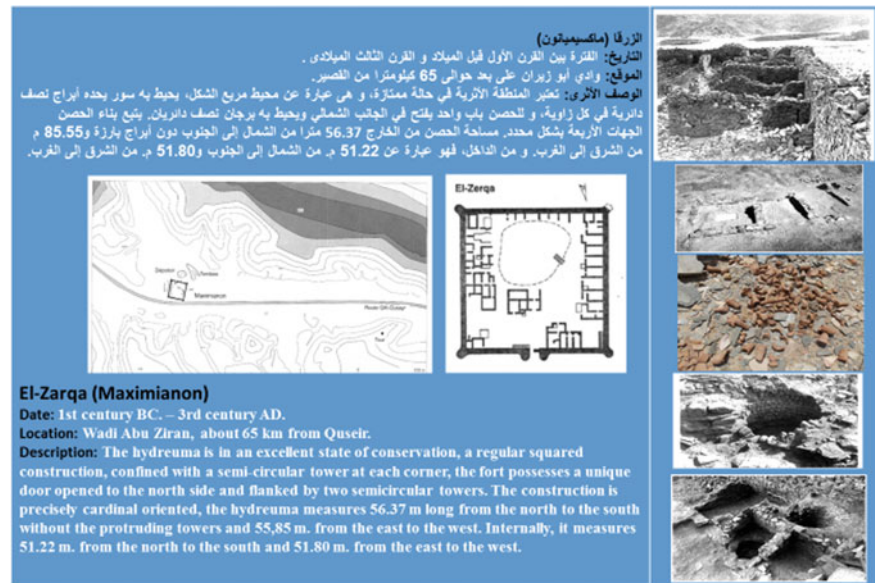 الزرقا (ماكسيميانون)
التاريخ: الفترة بين القرن الأول قبل الميلاد و القرن الثالث الميلادى .
الموقع: وادي أبو زيران على بعد حوالى 65 كيلومترا من القصير.
الوصف الأثرى: تعتبر المنطقة الأثرية في حالة ممتازة، و هى عبارة عن محيط مربع الشكل، يحيط به سور يحده أبراج نصف
دائرية في كل زاوية، و للحصن باب واحد يفتح في الجانب الشمالي ويحيط به برجان نصف دائريان. يتبع بناء الحصن
الجهات الأربعة بشكل محدد. مساحة الحصن من الخارج 56.37 مترا من الشمال إلى الجنوب دون أبراج بارزة و85.55 م
من الشرق إلى الغرب. و من الداخل، فهو عبارة عن 51.22 م. من الشمال إلى الجنوب و51.80 م. من الشرق إلى الغرب.
El-Zerqa
Maximianon
El-Zarqa (Maximianon)
Date: 1st century BC. – 3rd century AD.
Location: Wadi Abu Ziran, about 65 km from Quseir.
Description: The hydreuma is in an excellent state of conservation, a regular squared
construction, confined with a semi-circular tower at each corner, the fort possesses a unique
door opened to the north side and flanked by two semicircular towers. The construction is
precisely cardinal oriented, the hydreuma measures 56.37 m long from the north to the south
without the protruding towers and 55,85 m. from the east to the west. Internally, it measures
51.22 m. from the north to the south and 51.80 m. from the east to the west.